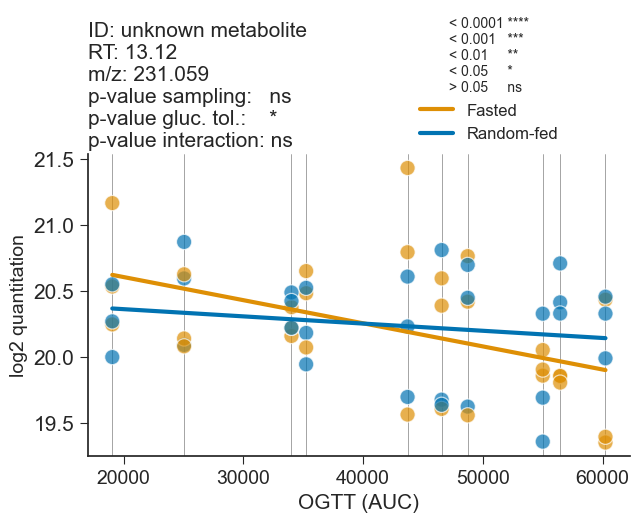 ID: unknown metabolite
RT: 13.12
m/z: 231.059
p-value sampling: ns
p-value gluc. tol.: *
p-value interaction: ns
< 0.0001 ****
< 0.001 ***
< 0.01 **
< 0.05 *
> 0.05 ns
Fasted
Random-fed
21.5
21.0
20.5
20.0
19.5
log2 quantitation
20000 30000 40000 50000 60000
OGTT (AUC)